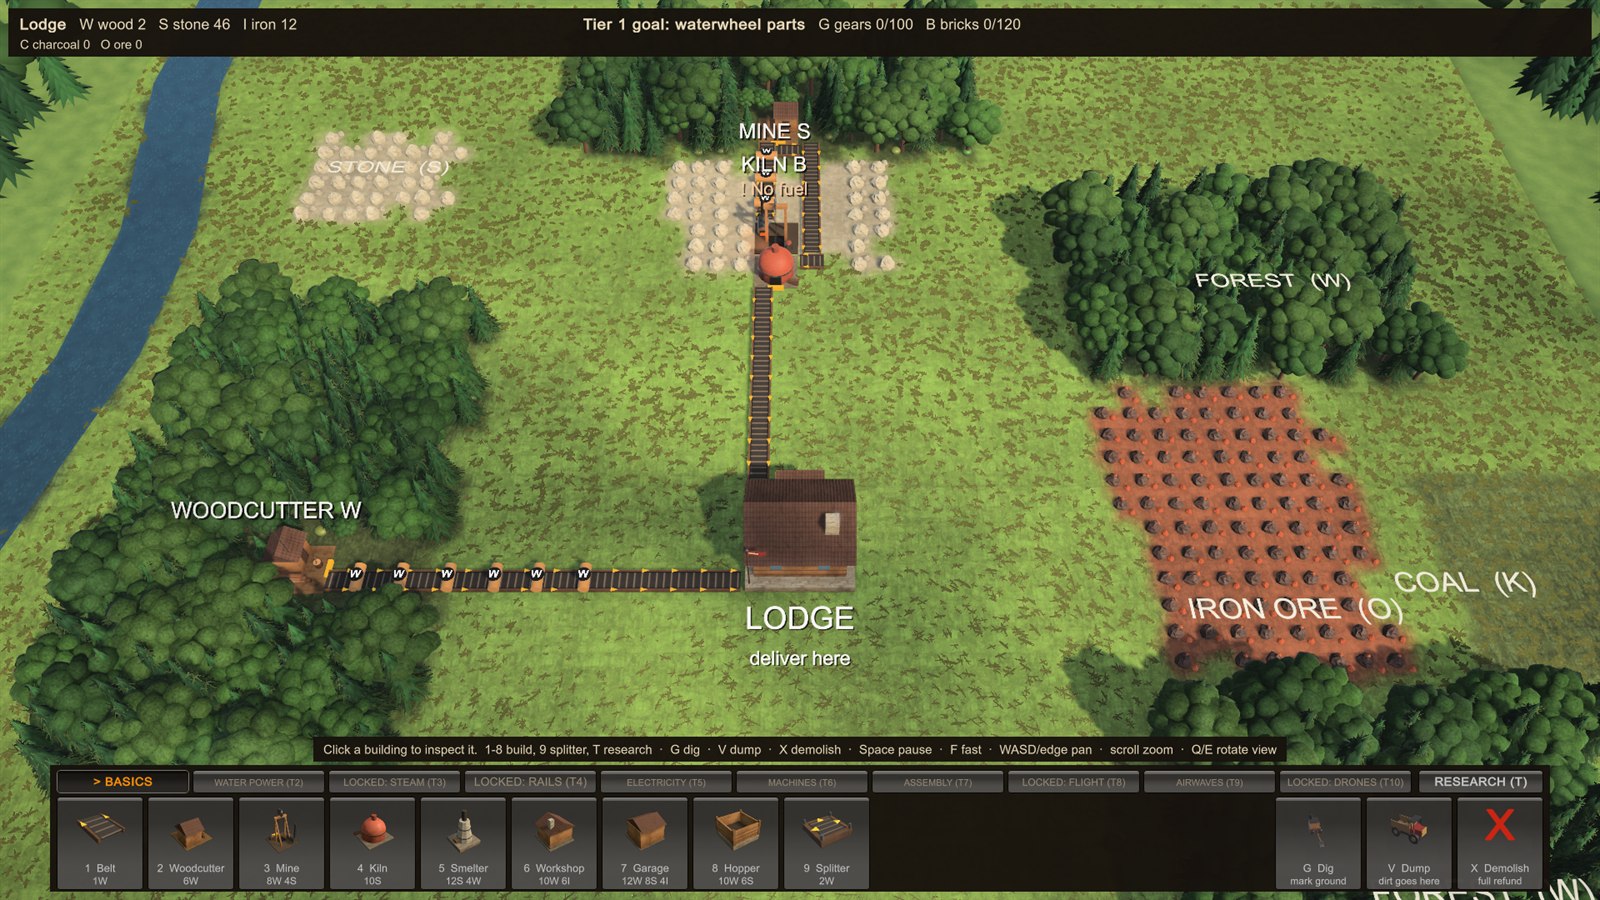 Lodge W wood 2 S stone 46 I iron 12
C charcoal 0 O ore 0
Tier 1 goal: waterwheel parts G gears 0/100 B bricks 0/120
MINE S
STONE (S)
KILN B
! No fuel
W
W
W
FOREST (W)
WOODCUTTER W
W W W W W W
COAL (K)
IRON ORE (O)
LODGE
deliver here
Click a building to inspect it. 1-8 build, 9 splitter, T research · G dig · V dump · X demolish · Space pause · F fast · WASD/edge pan · scroll zoom · Q/E rotate view
> BASICS
WATER POWER (T2)
LOCKED: STEAM (T3)
LOCKED: RAILS (T4)
ELECTRICITY (T5)
MACHINES (T6)
ASSEMBLY (T7)
LOCKED: FLIGHT (T8)
AIRWAVES (T9)
LOCKED: DRONES (T10)
RESEARCH (T)
1 Belt
1W
2 Woodcutter
6W
3 Mine
8W 4S
4 Kiln
10S
5 Smelter
12S 4W
6 Workshop
10W 6I
7 Garage
12W 8S 4I
8 Hopper
10W 6S
9 Splitter
2W
G Dig
mark ground
V Dump
dirt goes here
X Demolish
full refund
FOREST (W)